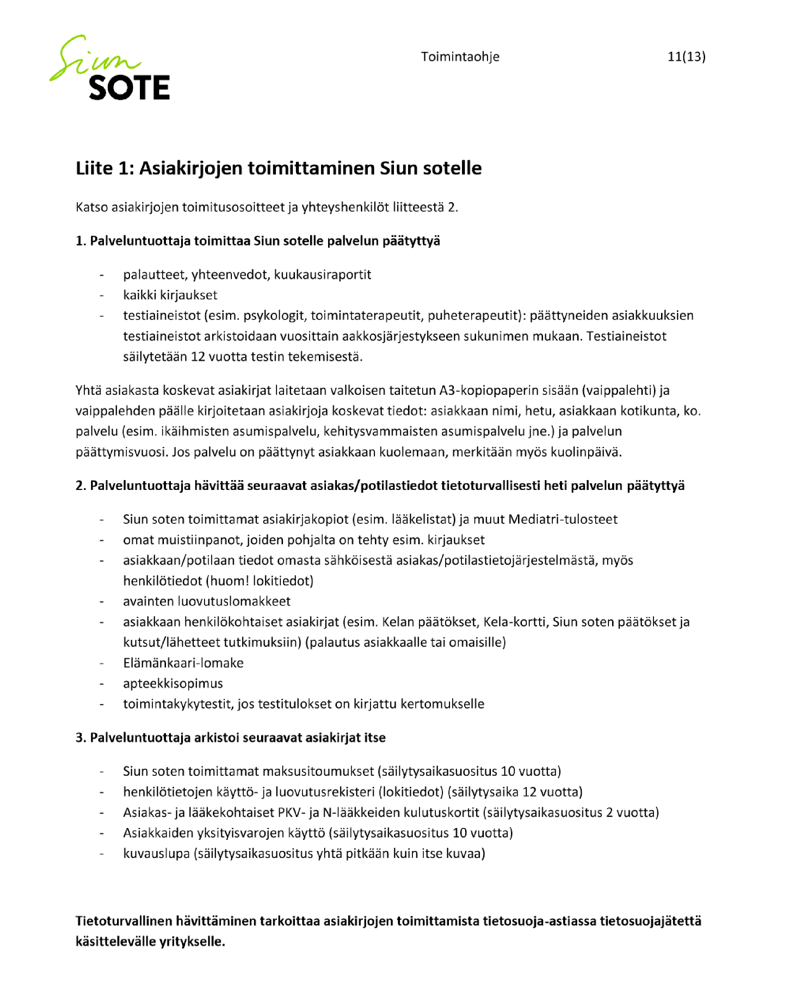 Siun
SOTE
Toimintaohje
11(13)
Liite 1: Asiakirjojen toimittaminen Siun sotelle
Katso asiakirjojen toimitusosoitteet ja yhteyshenkilöt liitteestä 2.
1. Palveluntuottaja toimittaa Siun sotelle palvelun päätyttyä
- palautteet, yhteenvedot, kuukausiraportit
- kaikki kirjaukset
- testiaineistot (esim. psykologit, toimintaterapeutit, puheterapeutit): päättyneiden asiakkuuksien
testiaineistot arkistoidaan vuosittain aakkosjärjestykseen sukunimen mukaan. Testiaineistot
säilytetään 12 vuotta testin tekemisestä.
Yhtä asiakasta koskevat asiakirjat laitetaan valkoisen taitetun A3-kopiopaperin sisään (vaippalehti) ja
vaippalehden päälle kirjoitetaan asiakirjoja koskevat tiedot: asiakkaan nimi, hetu, asiakkaan kotikunta, ko.
palvelu (esim. ikäihmisten asumispalvelu, kehitysvammaisten asumispalvelu jne.) ja palvelun
päättymisvuosi. Jos palvelu on päättynyt asiakkaan kuolemaan, merkitään myös kuolinpäivä.
2. Palveluntuottaja hävittää seuraavat asiakas/potilastiedot tietoturvallisesti heti palvelun päätyttyä
- Siun soten toimittamat asiakirjakopiot (esim. lääkelistat) ja muut Mediatri-tulosteet
- omat muistiinpanot, joiden pohjalta on tehty esim. kirjaukset
- asiakkaan/potilaan tiedot omasta sähköisestä asiakas/potilastietojärjestelmästä, myös
henkilötiedot (huom! lokitiedot)
- avainten luovutuslomakkeet
- asiakkaan henkilökohtaiset asiakirjat (esim. Kelan päätökset, Kela-kortti, Siun soten päätökset ja
kutsut/lähetteet tutkimuksiin) (palautus asiakkaalle tai omaisille)
- Elämänkaari-lomake
- apteekkisopimus
- toimintakykytestit, jos testitulokset on kirjattu kertomukselle
3. Palveluntuottaja arkistoi seuraavat asiakirjat itse
- Siun soten toimittamat maksusitoumukset (säilytysaikasuositus 10 vuotta)
- henkilötietojen käyttö- ja luovutusrekisteri (lokitiedot) (säilytysaika 12 vuotta)
- Asiakas- ja lääkekohtaiset PKV- ja N-lääkkeiden kulutuskortit (säilytysaikasuositus 2 vuotta)
- Asiakkaiden yksityisvarojen käyttö (säilytysaikasuositus 10 vuotta)
- kuvauslupa (säilytysaikasuositus yhtä pitkään kuin itse kuvaa)
Tietoturvallinen hävittäminen tarkoittaa asiakirjojen toimittamista tietosuoja-astiassa tietosuojajätettä
käsittelevälle yritykselle.